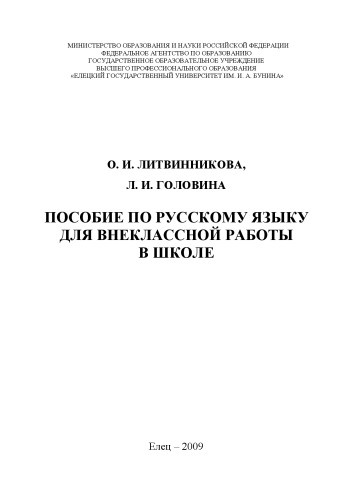 МИНИСТЕРСТВО ОБРАЗОВАНИЯ И НАУКИ РОССИЙСКОЙ ФЕДЕРАЦИИ
ФЕДЕРАЛЬНОЕ АГЕНТСТВО ПО ОБРАЗОВАНИЮ
ГОСУДАРСТВЕННОЕ ОБРАЗОВАТЕЛЬНОЕ УЧРЕЖДЕНИЕ
ВЫСШЕГО ПРОФЕССИОНАЛЬНОГО ОБРАЗОВАНИЯ
«ЕЛЕЦКИЙ ГОСУДАРСТВЕННЫЙ УНИВЕРСИТЕТ ИМ. И. А. БУНИНА»
О. И. ЛИТВИННИКОВА,
Л. И. ГОЛОВИНА
ПОСОБИЕ ПО РУССКОМУ ЯЗЫКУ
ДЛЯ ВНЕКЛАССНОЙ РАБОТЫ
В ШКОЛЕ
Елец – 2009